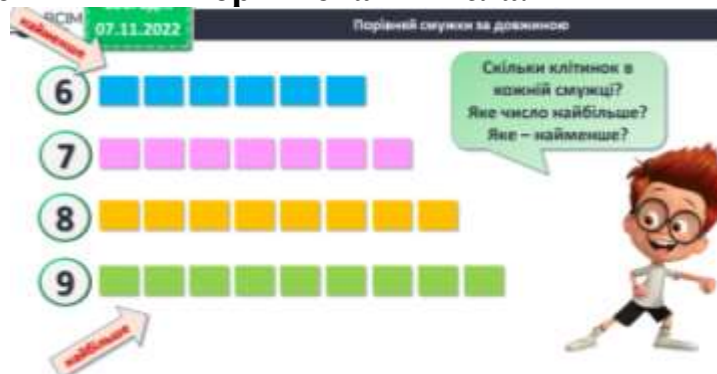 ВСІМ
07.11.2022
Порівняй смужки за довжиною
найменше
6
Скільки клітинок в
кожній смужці?
Яке число найбільше?
Яке – найменше?
7
8
9
найбільше